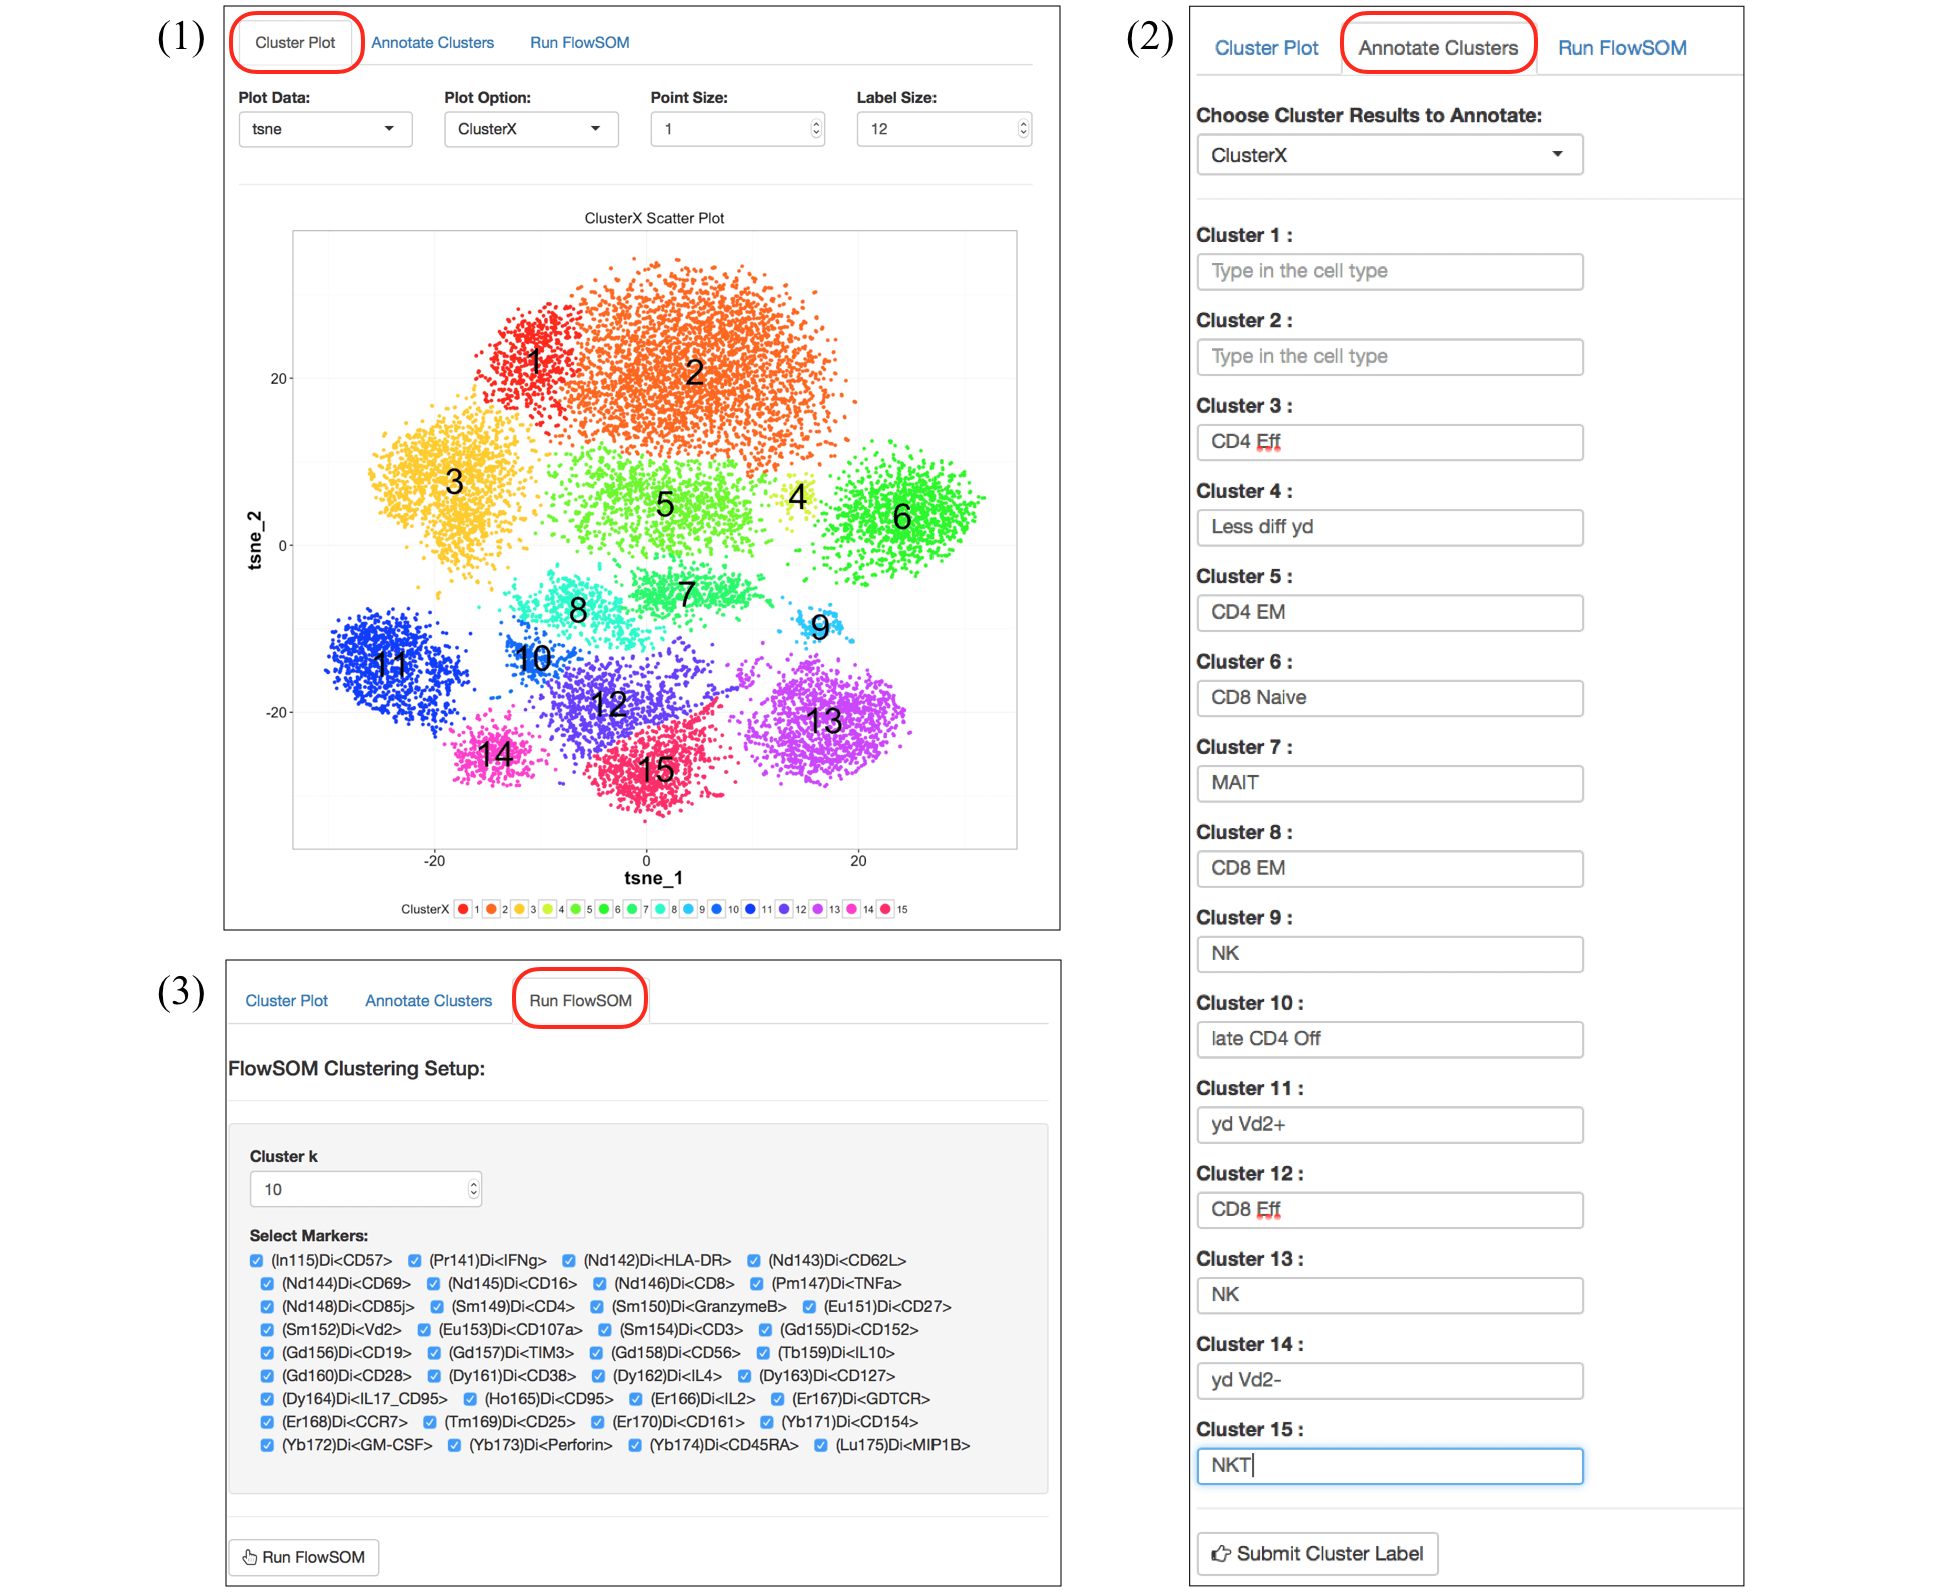 (1)
Cluster Plot Annotate Clusters Run FlowSOM
Plot Data: Plot Option: Point Size: Label Size:
tsne ClusterX 1 12
ClusterX Scatter Plot
1
2
3
4
5
6
7
8
9
10
11
12
13
14
15
20
0
-20
tsne_2
-20 0 20
tsne_1
ClusterX 1 2 3 4 5 6 7 8 9 10 11 12 13 14 15
(2)
Cluster Plot Annotate Clusters Run FlowSOM
Choose Cluster Results to Annotate:
ClusterX
Cluster 1 :
Type in the cell type
Cluster 2 :
Type in the cell type
Cluster 3 :
CD4 Eff
Cluster 4 :
Less diff yd
Cluster 5 :
CD4 EM
Cluster 6 :
CD8 Naive
Cluster 7 :
MAIT
Cluster 8 :
CD8 EM
Cluster 9 :
NK
Cluster 10 :
late CD4 Off
Cluster 11 :
yd Vd2+
Cluster 12 :
CD8 Eff
Cluster 13 :
NK
Cluster 14 :
yd Vd2-
Cluster 15 :
NKT
Submit Cluster Label
(3)
Cluster Plot Annotate Clusters Run FlowSOM
FlowSOM Clustering Setup:
Cluster k
10
Select Markers:
(In115)Di<CD57> (Pr141)Di<IFNg> (Nd142)Di<HLA-DR> (Nd143)Di<CD62L>
(Nd144)Di<CD69> (Nd145)Di<CD16> (Nd146)Di<CD8> (Pm147)Di<TNFa>
(Nd148)Di<CD85j> (Sm149)Di<CD4> (Sm150)Di<GranzymeB> (Eu151)Di<CD27>
(Sm152)Di<Vd2> (Eu153)Di<CD107a> (Sm154)Di<CD3> (Gd155)Di<CD152>
(Gd156)Di<CD19> (Gd157)Di<TIM3> (Gd158)Di<CD56> (Tb159)Di<IL10>
(Gd160)Di<CD28> (Dy161)Di<CD38> (Dy162)Di<IL4> (Dy163)Di<CD127>
(Dy164)Di<IL17_CD95> (Ho165)Di<CD95> (Er166)Di<IL2> (Er167)Di<GDTCR>
(Er168)Di<CCR7> (Tm169)Di<CD25> (Er170)Di<CD161> (Yb171)Di<CD154>
(Yb172)Di<GM-CSF> (Yb173)Di<Perforin> (Yb174)Di<CD45RA> (Lu175)Di<MIP1B>
Run FlowSOM